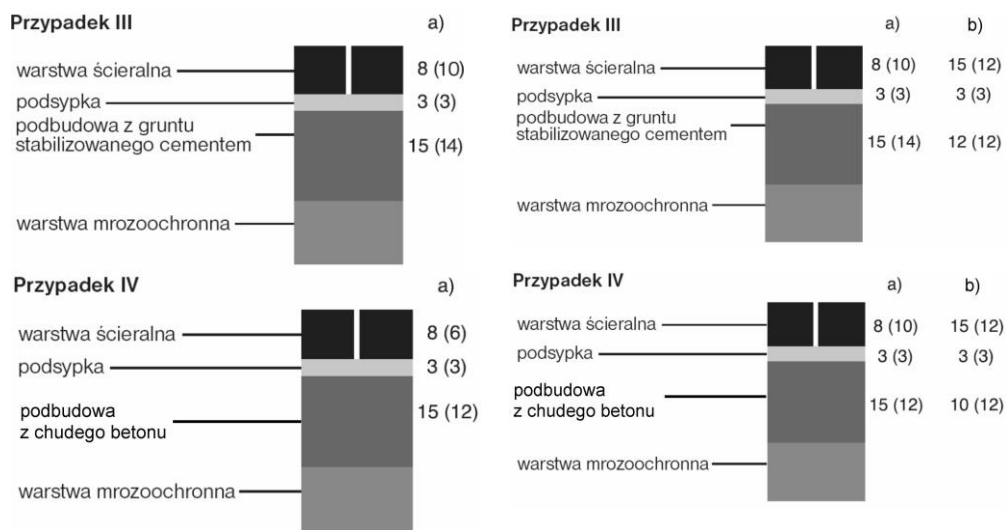 Przypadek III a)
warstwa ścieralna 8 (10)
podsypka 3 (3)
podbudowa z gruntu
stabilizowanego cementem 15 (14)
warstwa mrozoochronna
Przypadek III a) b)
warstwa ścieralna 8 (10) 15 (12)
podsypka 3 (3) 3 (3)
podbudowa z gruntu
stabilizowanego cementem 15 (14) 12 (12)
warstwa mrozoochronna
Przypadek IV a)
warstwa ścieralna 8 (6)
podsypka 3 (3)
podbudowa 15 (12)
z chudego betonu
warstwa mrozoochronna
Przypadek IV a) b)
warstwa ścieralna 8 (10) 15 (12)
podsypka 3 (3) 3 (3)
podbudowa
z chudego betonu 15 (12) 10 (12)
warstwa mrozoochronna